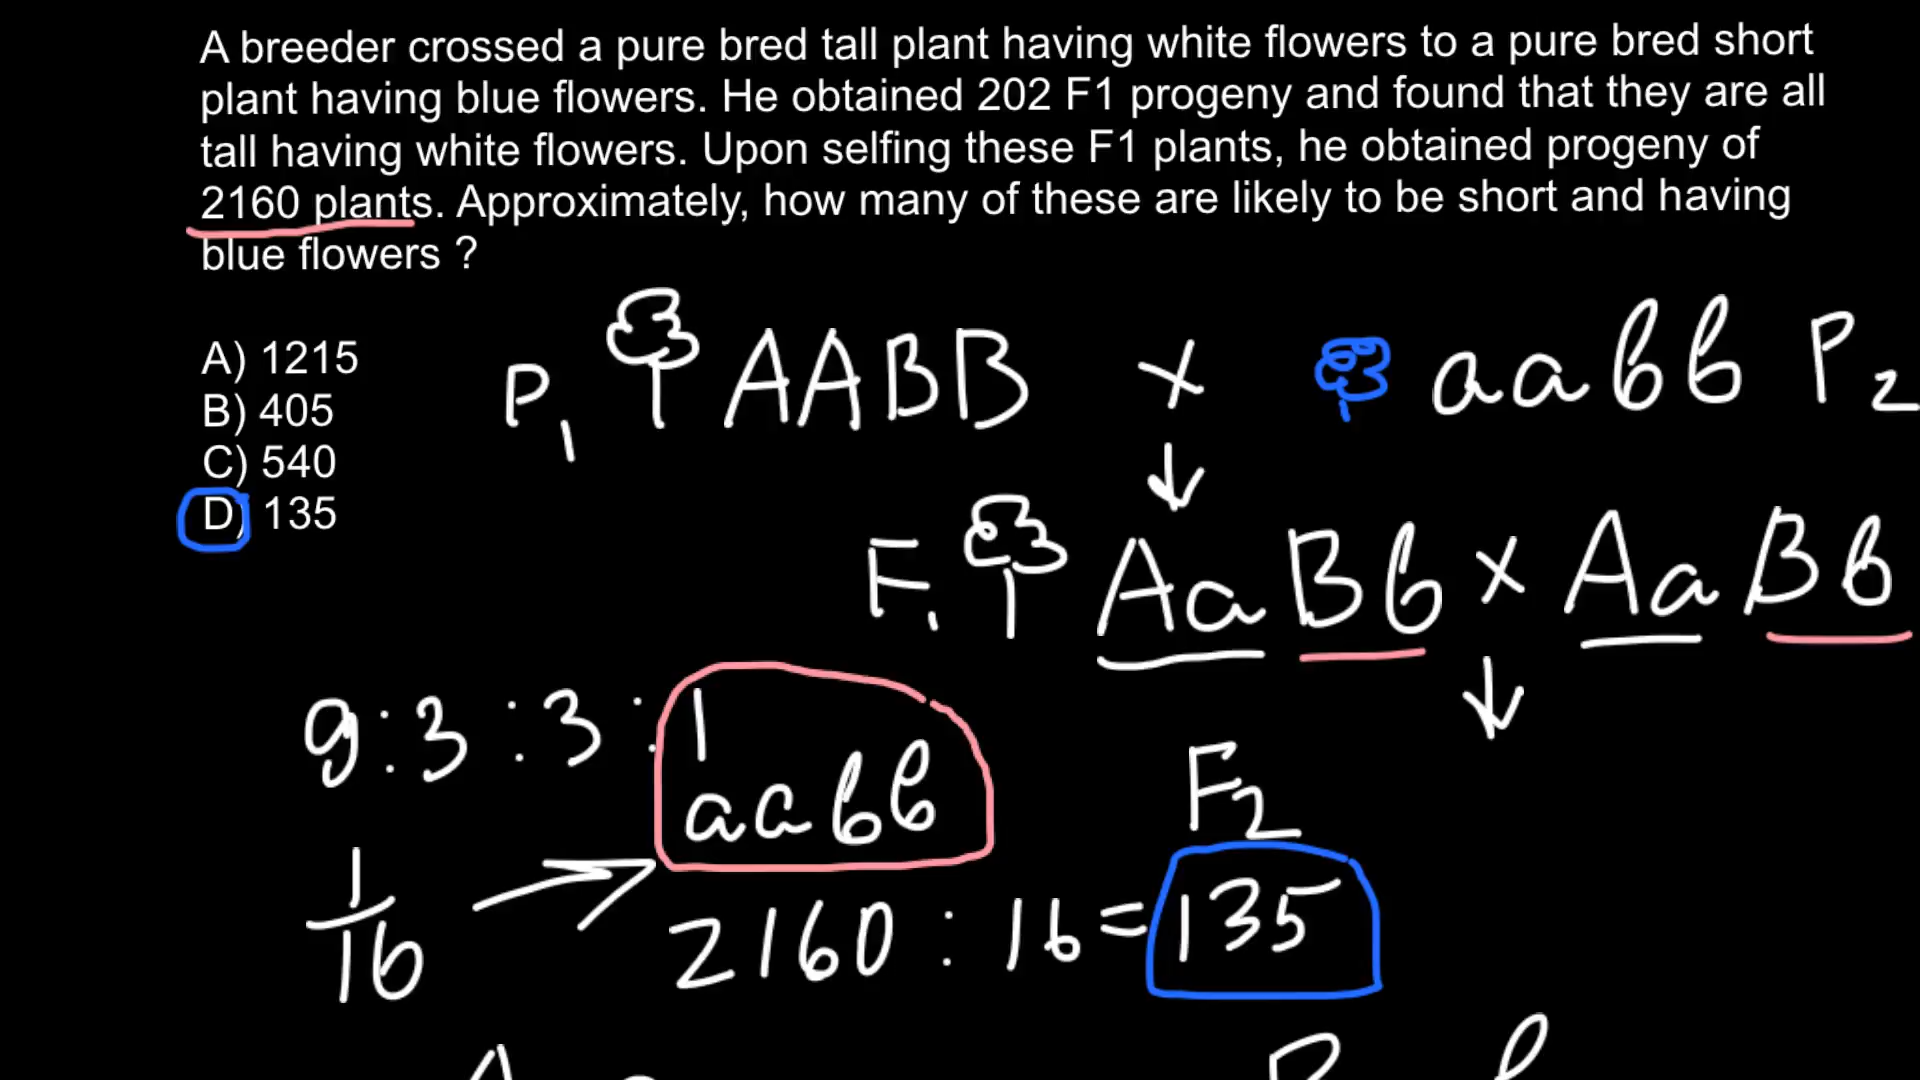 A breeder crossed a pure bred tall plant having white flowers to a pure bred short
plant having blue flowers. He obtained 202 F1 progeny and found that they are all
tall having white flowers. Upon selfing these F1 plants, he obtained progeny of
2160 plants. Approximately, how many of these are likely to be short and having
blue flowers ?
A) 1215
B) 405
C) 540
D) 135
P1 AABB x aabb P2
F1 AaBb x AaBb
9:3:3:1
aabb
F2
1/16
2160 : 16 = 135